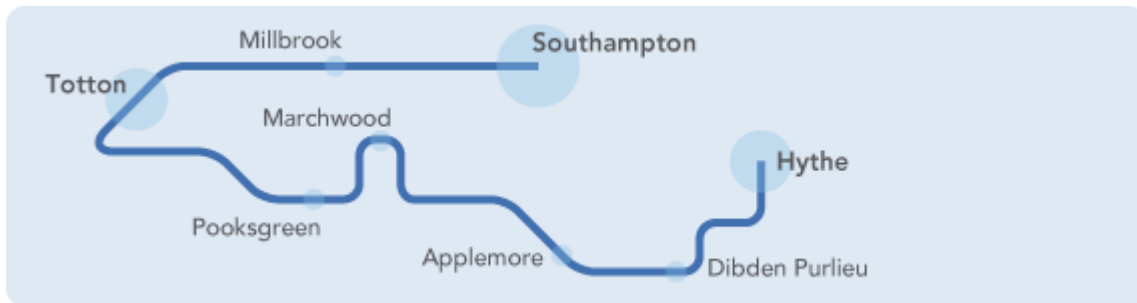 Millbrook
Southampton
Totton
Marchwood
Hythe
Pooksgreen
Applemore
Dibden Purlieu